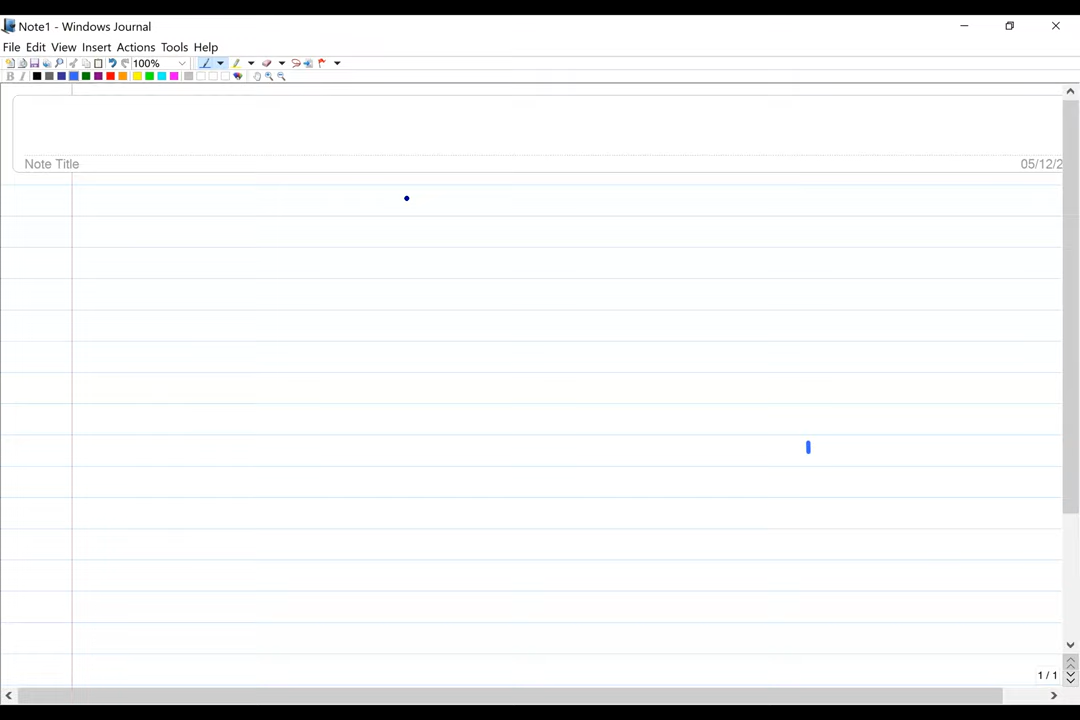 Note1 - Windows Journal
File Edit View Insert Actions Tools Help
100%
B I
Note Title
05/12/2
1 / 1